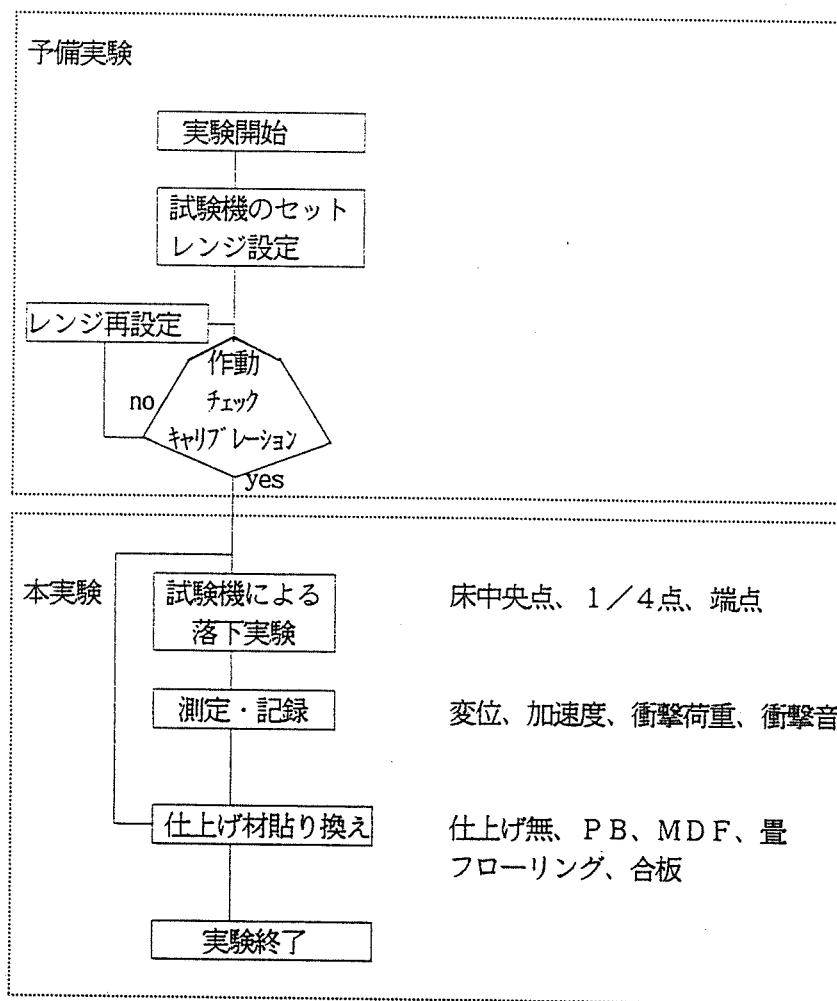 予備実験
実験開始
試験機のセット
レンジ設定
レンジ再設定
作動
チェック
キャリブレーション
no
yes
本実験
試験機による
落下実験
床中央点、1/4点、端点
測定・記録
変位、加速度、衝撃荷重、衝撃音
仕上げ材貼り換え
仕上げ無、PB、MDF、畳
フローリング、合板
実験終了